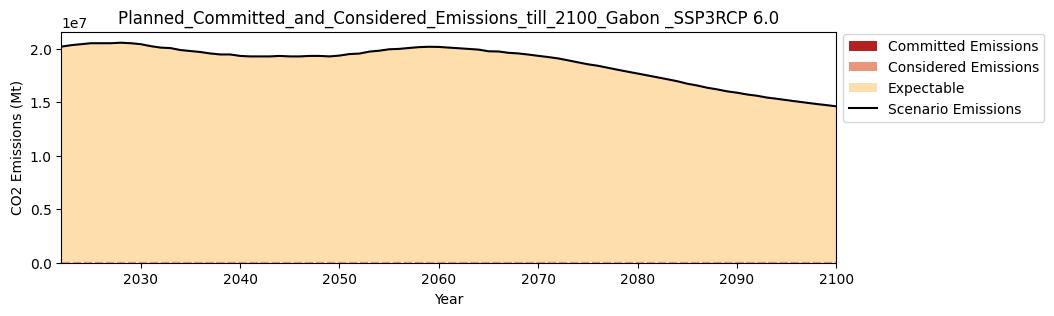 Planned_Committed_and_Considered_Emissions_till_2100_Gabon _SSP3RCP 6.0
1e7
2.0
1.5
1.0
0.5
0.0
CO2 Emissions (Mt)
2030 2040 2050 2060 2070 2080 2090 2100
Year
Committed Emissions
Considered Emissions
Expectable
Scenario Emissions